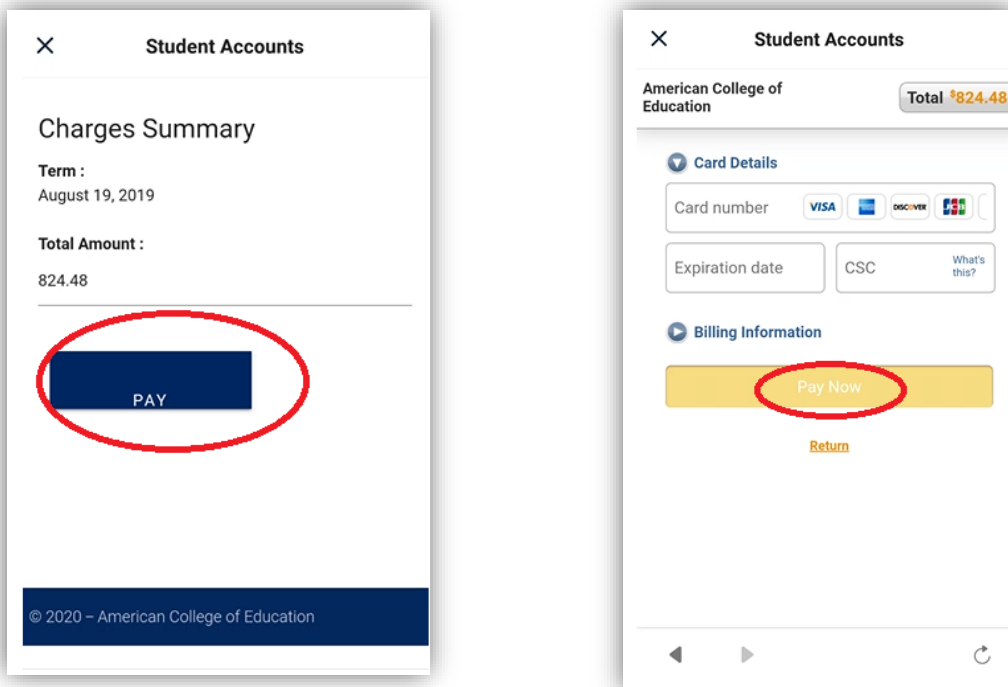 Student Accounts
Charges Summary
Term :
August 19, 2019
Total Amount :
824.48
PAY
© 2020 – American College of Education
Student Accounts
American College of
Education
Total $824.48
Card Details
Card number VISA DISCOVER JCB
Expiration date CSC What's
this?
Billing Information
Pay Now
Return